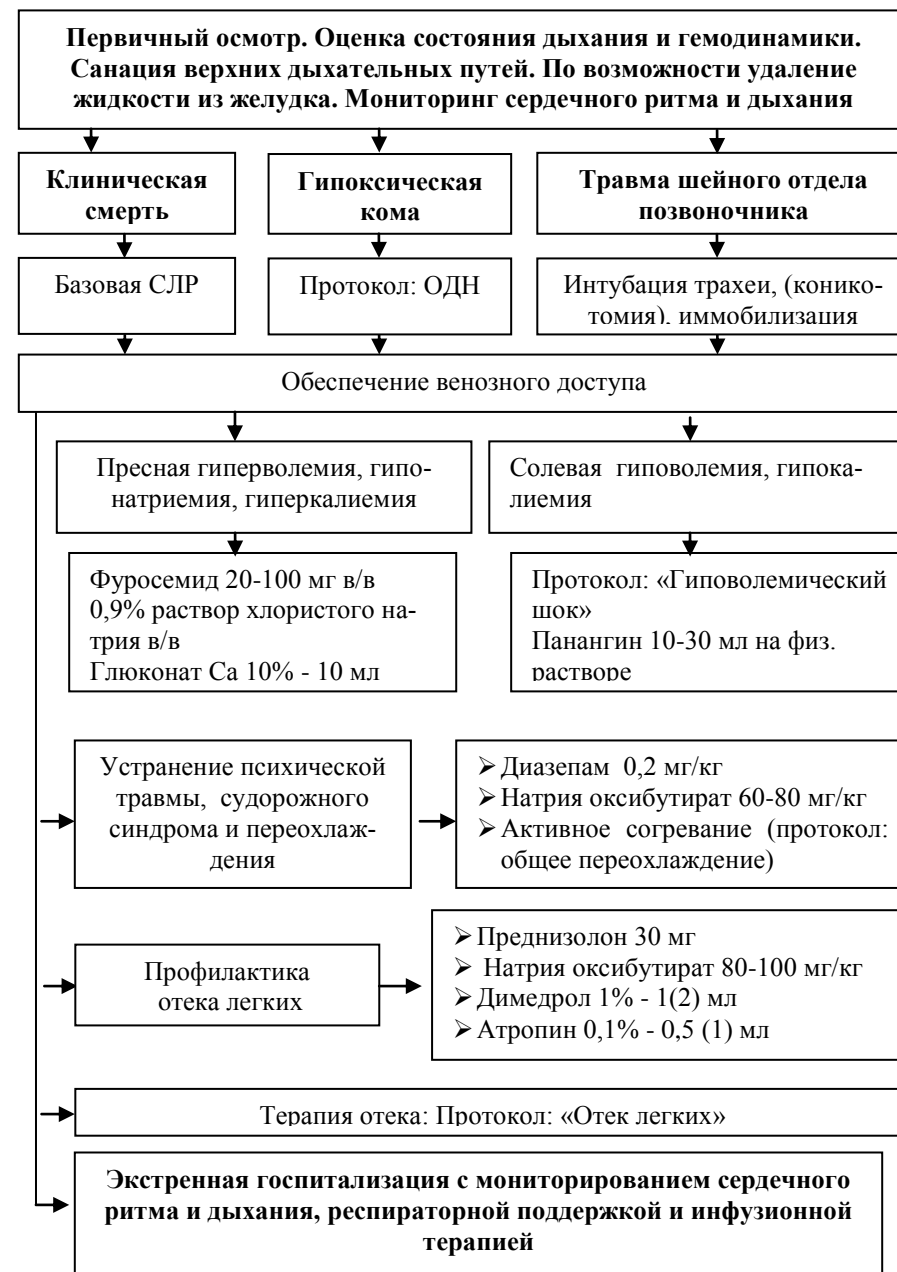 Первичный осмотр. Оценка состояния дыхания и гемодинамики.
Санация верхних дыхательных путей. По возможности удаление
жидкости из желудка. Мониторинг сердечного ритма и дыхания
Клиническая
смерть
Гипоксическая
кома
Травма шейного отдела
позвоночника
Базовая СЛР
Протокол: ОДН
Интубация трахеи, (конико-
томия), иммобилизация
Обеспечение венозного доступа
Пресная гиперволемия, гипо-
натриемия, гиперкалиемия
Солевая гиповолемия, гипока-
лиемия
Фуросемид 20-100 мг в/в
0,9% раствор хлористого на-
трия в/в
Глюконат Са 10% - 10 мл
Протокол: «Гиповолемический
шок»
Панангин 10-30 мл на физ.
растворе
Устранение психической
травмы, судорожного
синдрома и переохлаж-
дения
➢ Диазепам 0,2 мг/кг
➢ Натрия оксибутират 60-80 мг/кг
➢ Активное согревание (протокол:
общее переохлаждение)
Профилактика
отека легких
➢ Преднизолон 30 мг
➢ Натрия оксибутират 80-100 мг/кг
➢ Димедрол 1% - 1(2) мл
➢ Атропин 0,1% - 0,5 (1) мл
Терапия отека: Протокол: «Отек легких»
Экстренная госпитализация с мониторированием сердечного
ритма и дыхания, респираторной поддержкой и инфузионной
терапией